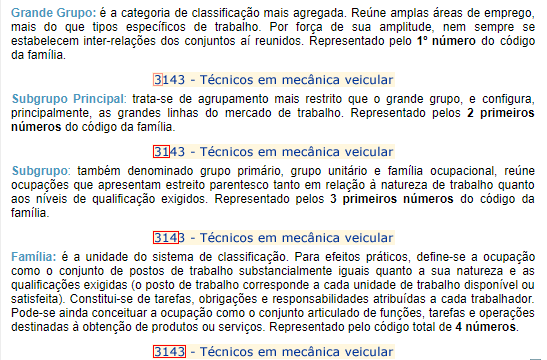 Grande Grupo: é a categoria de classificação mais agregada. Reúne amplas áreas de emprego,
mais do que tipos específicos de trabalho. Por força de sua amplitude, nem sempre se
estabelecem inter-relações dos conjuntos aí reunidos. Representado pelo 1º número do código
da família.
3143 - Técnicos em mecânica veicular
Subgrupo Principal: trata-se de agrupamento mais restrito que o grande grupo, e configura,
principalmente, as grandes linhas do mercado de trabalho. Representado pelos 2 primeiros
números do código da família.
3143 - Técnicos em mecânica veicular
Subgrupo: também denominado grupo primário, grupo unitário e família ocupacional, reúne
ocupações que apresentam estreito parentesco tanto em relação à natureza de trabalho quanto
aos níveis de qualificação exigidos. Representado pelos 3 primeiros números do código da
família.
3143 - Técnicos em mecânica veicular
Família: é a unidade do sistema de classificação. Para efeitos práticos, define-se a ocupação
como o conjunto de postos de trabalho substancialmente iguais quanto a sua natureza e as
qualificações exigidas (o posto de trabalho corresponde a cada unidade de trabalho disponível ou
satisfeita). Constitui-se de tarefas, obrigações e responsabilidades atribuídas a cada trabalhador.
Pode-se ainda conceituar a ocupação como o conjunto articulado de funções, tarefas e operações
destinadas à obtenção de produtos ou serviços. Representado pelo código total de 4 números.
3143 - Técnicos em mecânica veicular